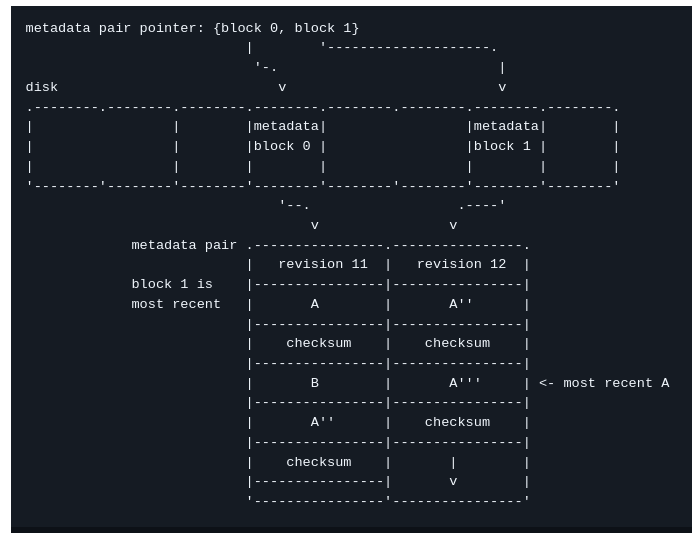 metadata pair pointer: {block 0, block 1}
                           |        '--------------------.
                            '-.                           |
disk                           v                          v
.--------.--------.--------.--------.--------.--------.--------.--------.
|                 |        |metadata|                 |metadata|        |
|                 |        |block 0 |                 |block 1 |        |
|                 |        |        |                 |        |        |
'--------'--------'--------'--------'--------'--------'--------'--------'
                               '--.                  .----'
                                   v                v
             metadata pair .----------------.----------------.
                           |   revision 11  |   revision 12  |
             block 1 is    |----------------|----------------|
             most recent   |       A        |       A''      |
                           |----------------|----------------|
                           |    checksum    |    checksum    |
                           |----------------|----------------|
                           |       B        |       A'''     | <- most recent A
                           |----------------|----------------|
                           |       A''      |    checksum    |
                           |----------------|----------------|
                           |    checksum    |       |        |
                           |----------------|       v        |
                           '----------------'----------------'